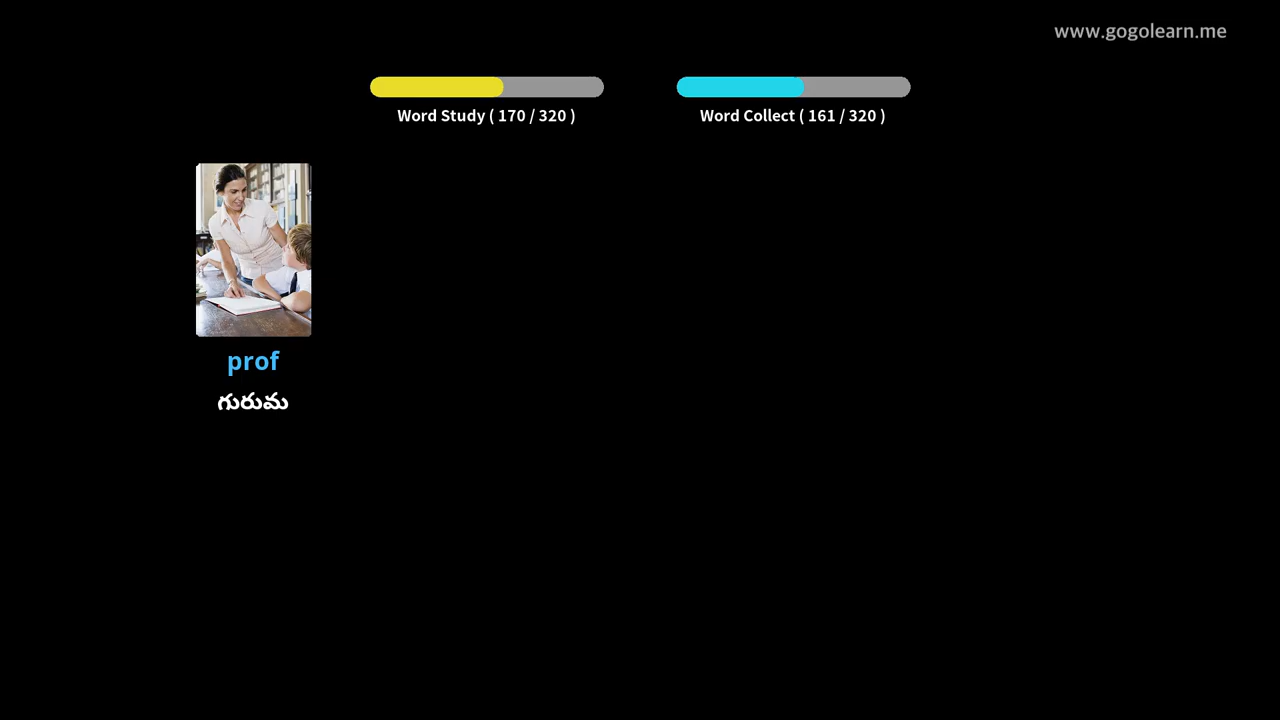 www.gogolearn.me
Word Study ( 170 / 320 )
Word Collect ( 161 / 320 )
prof
గురుమ